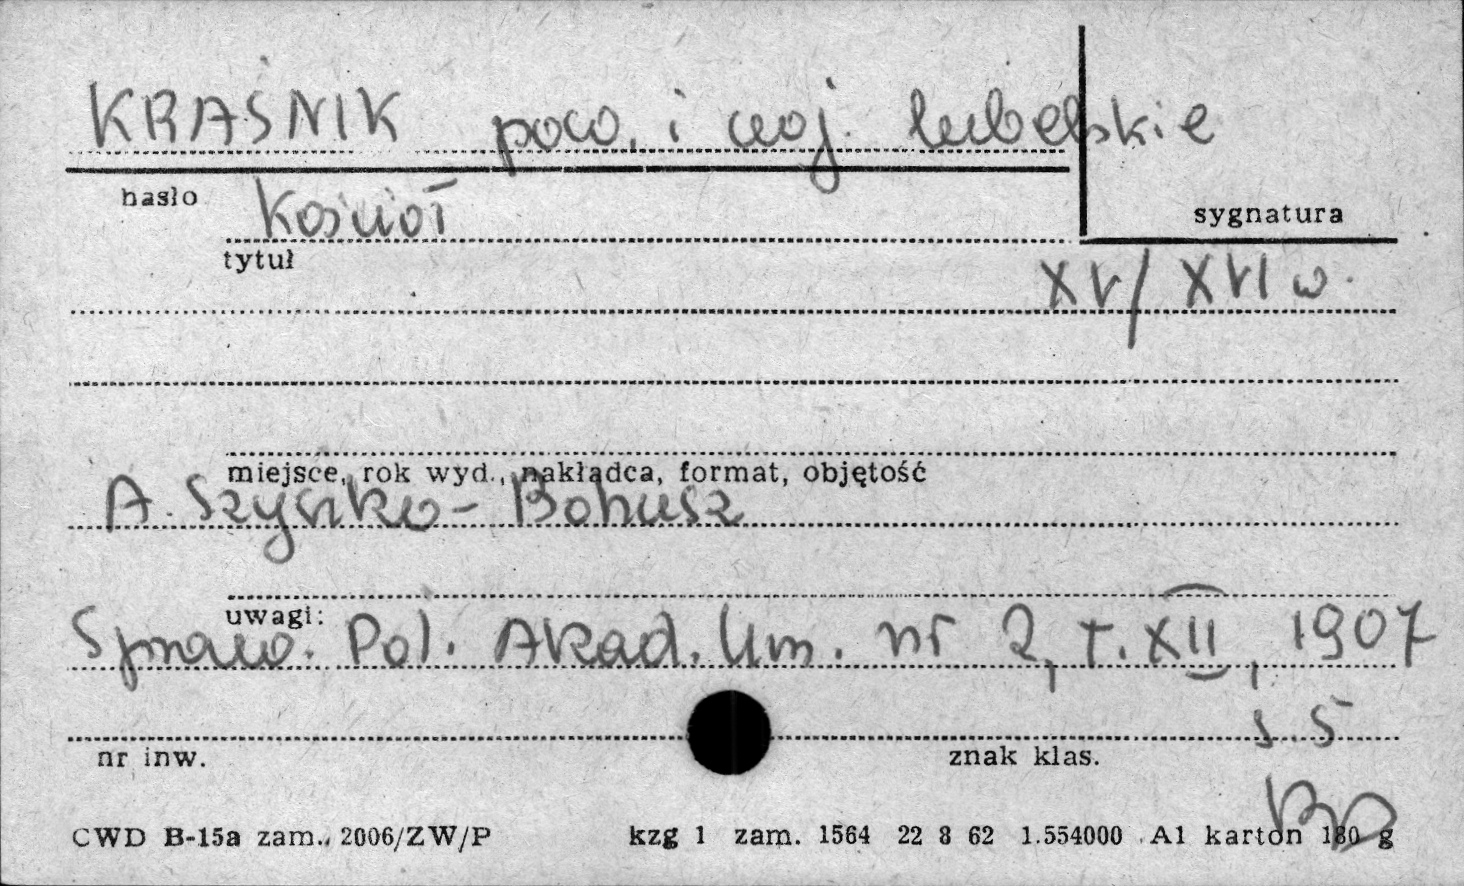 KRAŚNIK pow. i woj. lubelskie
hasło
Kościół
sygnatura
tytuł
XV/XVI w.
miejsce, rok wyd., nakładca, format, objętość
A. Szyszko-Bohusz
uwagi:
Sprawo. Pol. Akad. Um. nr 2, t. XII, 1907
s. 5
nr inw.
znak klas.
BD
CWD B-15a zam. 2006/ZW/P kzg 1 zam. 1564 22 8 62 1.554000 A1 karton 180 g